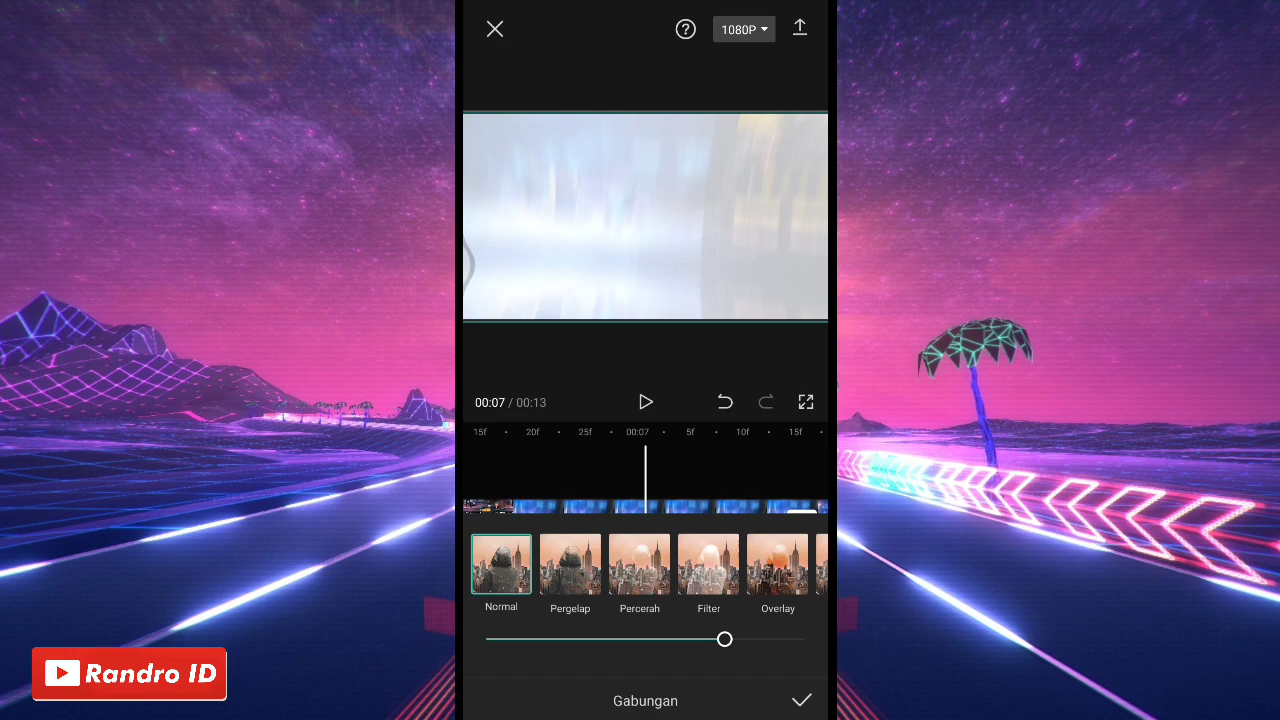 1080P
00:07 / 00:13
15f
20f
25f
00:07
5f
10f
15f
Normal
Pergelap
Percerah
Filter
Overlay
Gabungan
Randro ID